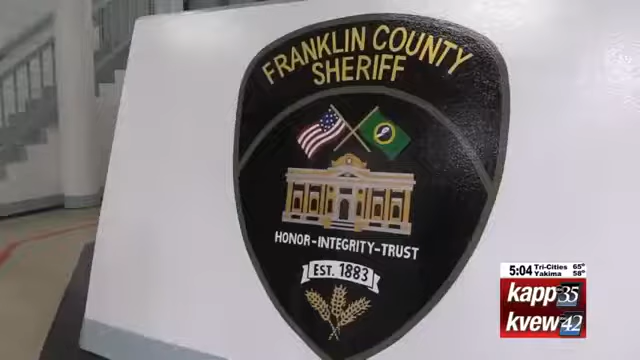 FRANKLIN COUNTY
SHERIFF
HONOR-INTEGRITY-TRUST
EST. 1883
5:04 Tri-Cities 65°
Yakima 58°
kapp 35
kvew 42